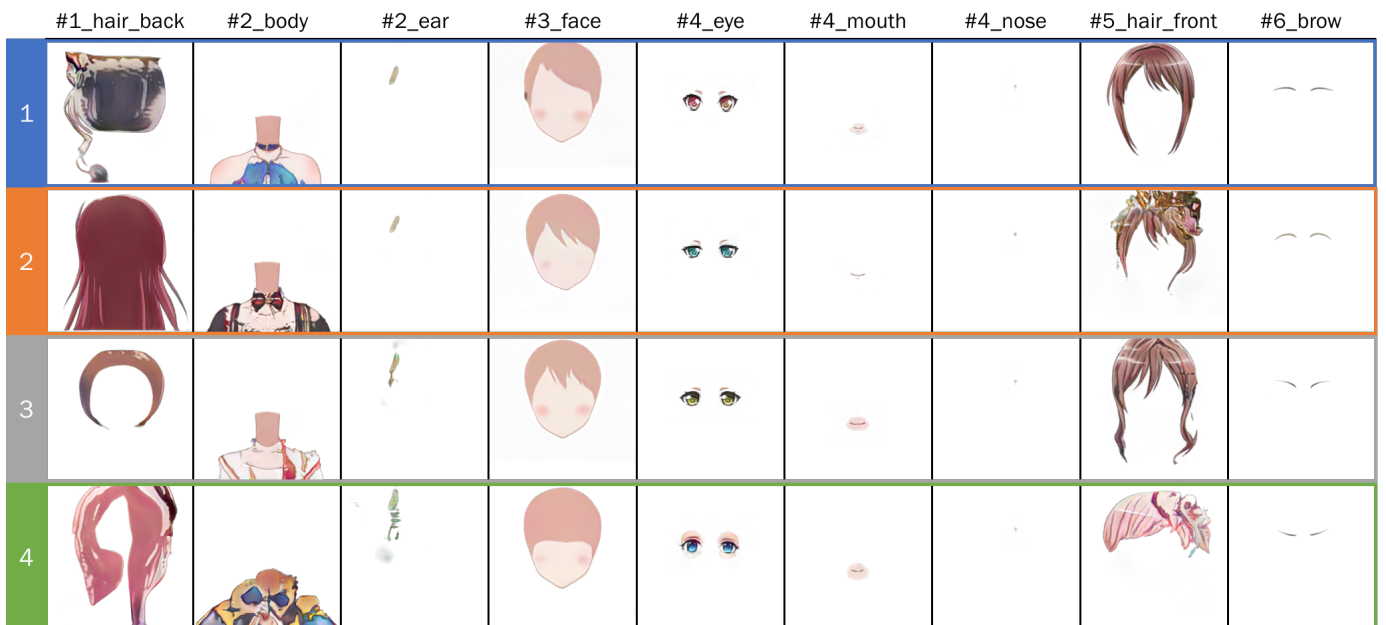 #1_hair_back #2_body #2_ear #3_face #4_eye #4_mouth #4_nose #5_hair_front #6_brow
1
2
3
4